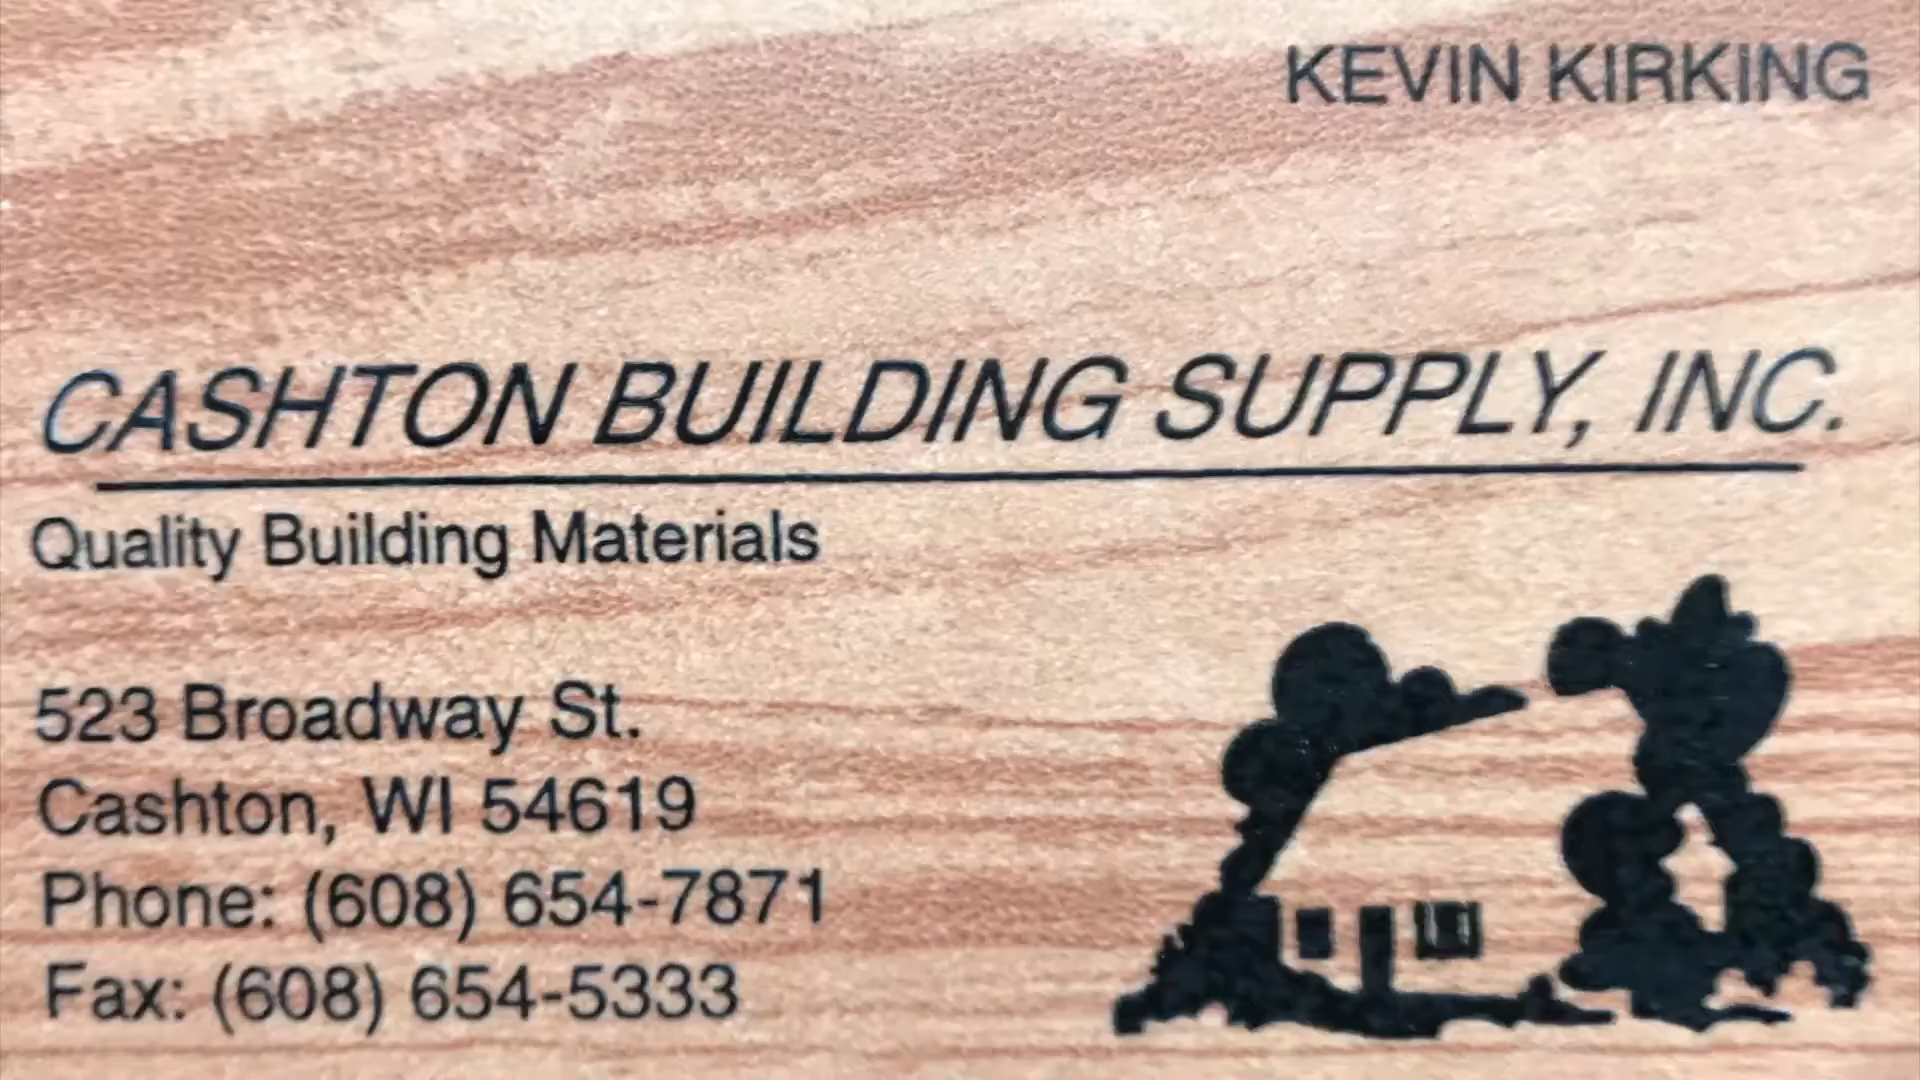 KEVIN KIRKING
CASHTON BUILDING SUPPLY, INC.
Quality Building Materials
523 Broadway St.
Cashton, WI 54619
Phone: (608) 654-7871
Fax: (608) 654-5333